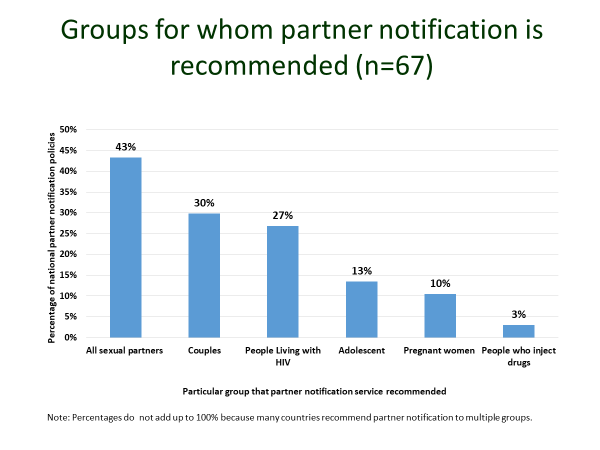 Groups for whom partner notification is
recommended (n=67)
Percentage of national partner notification policies
50%
45%
40%
35%
30%
25%
20%
15%
10%
5%
0%
43%
30%
27%
13%
10%
3%
All sexual partners
Couples
People Living with
HIV
Adolescent
Pregnant women
People who inject
drugs
Particular group that partner notification service recommended
Note: Percentages do  not add up to 100% because many countries recommend partner notification to multiple groups.